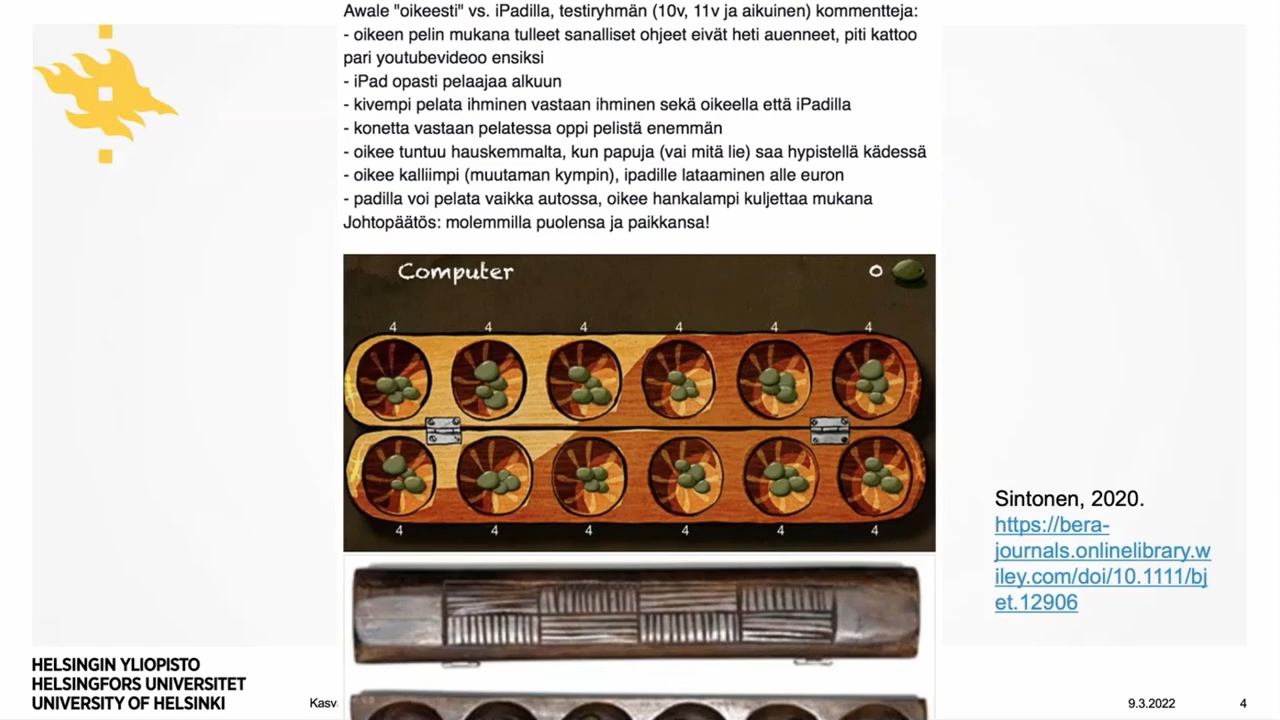 Awale "oikeesti" vs. iPadilla, testiryhmän (10v, 11v ja aikuinen) kommentteja:
- oikeen pelin mukana tulleet sanalliset ohjeet eivät heti auenneet, piti kattoo
pari youtubevideoo ensiksi
- iPad opasti pelaajaa alkuun
- kivempi pelata ihminen vastaan ihminen sekä oikeella että iPadilla
- konetta vastaan pelatessa oppi pelistä enemmän
- oikee tuntuu hauskemmalta, kun papuja (vai mitä lie) saa hypistellä kädessä
- oikee kalliimpi (muutaman kympin), ipadille lataaminen alle euron
- padilla voi pelata vaikka autossa, oikee hankalampi kuljettaa mukana
Johtopäätös: molemmilla puolensa ja paikkansa!
Computer 0
4 4 4 4 4 4
4 4 4 4 4 4
Sintonen, 2020.
https://bera-
journals.onlinelibrary.w
iley.com/doi/10.1111/bj
et.12906
HELSINGIN YLIOPISTO
HELSINGFORS UNIVERSITET
UNIVERSITY OF HELSINKI
Kasv
9.3.2022 4